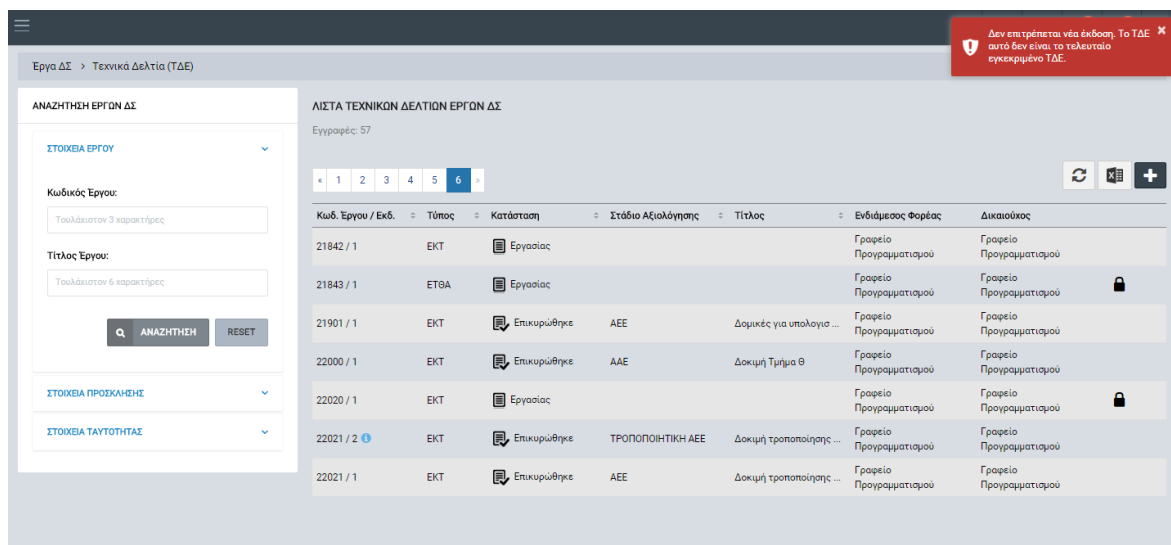 Δεν επιτρέπεται νέα έκδοση. Το ΤΔΕ
αυτό δεν είναι το τελευταίο
εγκεκριμένο ΤΔΕ.
Έργα ΔΣ > Τεχνικά Δελτία (ΤΔΕ)
ΑΝΑΖΗΤΗΣΗ ΕΡΓΩΝ ΔΣ
ΣΤΟΙΧΕΙΑ ΕΡΓΟΥ
Κωδικός Έργου:
Τουλάχιστον 3 χαρακτήρες
Τίτλος Έργου:
Τουλάχιστον 6 χαρακτήρες
ΑΝΑΖΗΤΗΣΗ RESET
ΣΤΟΙΧΕΙΑ ΠΡΟΣΚΛΗΣΗΣ
ΣΤΟΙΧΕΙΑ ΤΑΥΤΟΤΗΤΑΣ
ΛΙΣΤΑ ΤΕΧΝΙΚΩΝ ΔΕΛΤΙΩΝ ΕΡΓΩΝ ΔΣ
Εγγραφές: 57
« 1 2 3 4 5 6 »
Κωδ. Έργου / Εκδ. Τύπος Κατάσταση Στάδιο Αξιολόγησης Τίτλος Ενδιάμεσος Φορέας Δικαιούχος
21842 / 1 ΕΚΤ Εργασίας Γραφείο Προγραμματισμού Γραφείο Προγραμματισμού
21843 / 1 ΕΤΘΑ Εργασίας Γραφείο Προγραμματισμού Γραφείο Προγραμματισμού
21901 / 1 ΕΚΤ Επικυρώθηκε ΑΕΕ Δομικές για υπολογισ ... Γραφείο Προγραμματισμού Γραφείο Προγραμματισμού
22000 / 1 ΕΚΤ Επικυρώθηκε ΑΑΕ Δοκιμή Τμήμα Θ Γραφείο Προγραμματισμού Γραφείο Προγραμματισμού
22020 / 1 ΕΚΤ Εργασίας Γραφείο Προγραμματισμού Γραφείο Προγραμματισμού
22021 / 2 ΕΚΤ Επικυρώθηκε ΤΡΟΠΟΠΟΙΗΤΙΚΗ ΑΕΕ Δοκιμή τροποποίησης ... Γραφείο Προγραμματισμού Γραφείο Προγραμματισμού
22021 / 1 ΕΚΤ Επικυρώθηκε ΑΕΕ Δοκιμή τροποποίησης ... Γραφείο Προγραμματισμού Γραφείο Προγραμματισμού